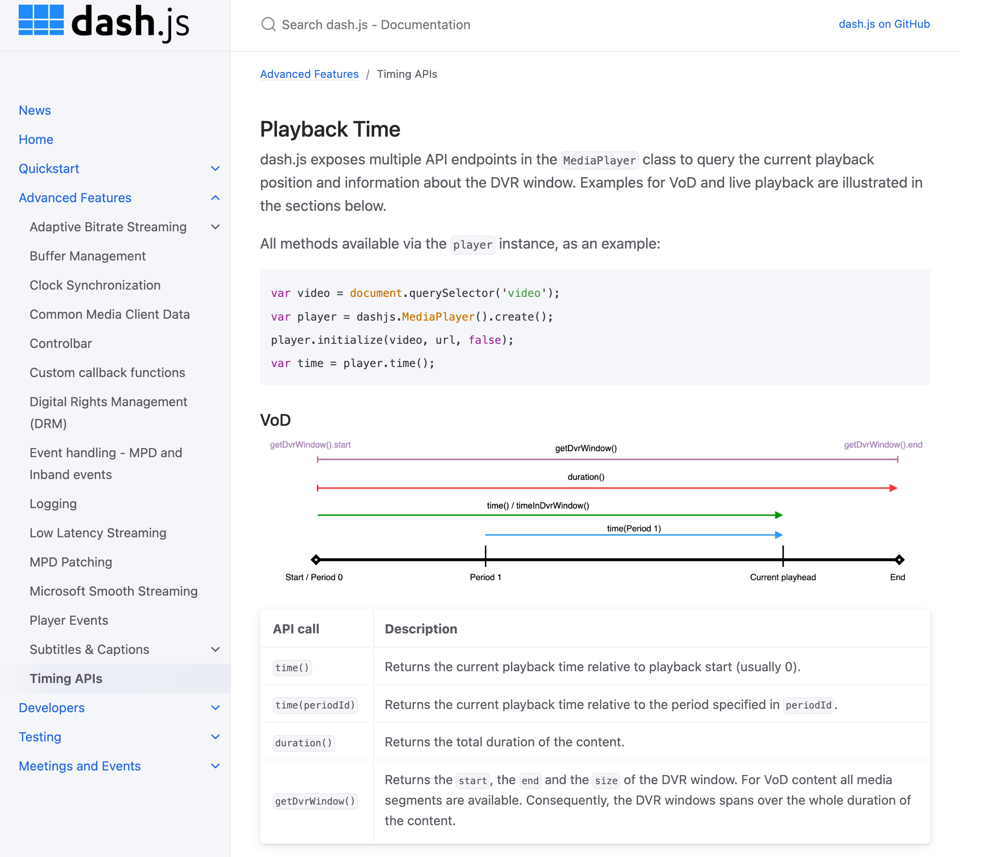 dash.js
Search dash.js - Documentation
dash.js on GitHub
News
Home
Quickstart
Advanced Features
Adaptive Bitrate Streaming
Buffer Management
Clock Synchronization
Common Media Client Data
Controlbar
Custom callback functions
Digital Rights Management
(DRM)
Event handling - MPD and
Inband events
Logging
Low Latency Streaming
MPD Patching
Microsoft Smooth Streaming
Player Events
Subtitles & Captions
Timing APIs
Developers
Testing
Meetings and Events
Advanced Features / Timing APIs
Playback Time
dash.js exposes multiple API endpoints in the MediaPlayer class to query the current playback
position and information about the DVR window. Examples for VoD and live playback are illustrated in
the sections below.
All methods available via the player instance, as an example:
var video = document.querySelector('video');
var player = dashjs.MediaPlayer().create();
player.initialize(video, url, false);
var time = player.time();
VoD
getDvrWindow().start
getDvrWindow()
getDvrWindow().end
duration()
time() / timeInDvrWindow()
time(Period 1)
Start / Period 0
Period 1
Current playhead
End
API call
Description
time()
Returns the current playback time relative to playback start (usually 0).
time(periodId)
Returns the current playback time relative to the period specified in periodId.
duration()
Returns the total duration of the content.
getDvrWindow()
Returns the start, the end and the size of the DVR window. For VoD content all media
segments are available. Consequently, the DVR windows spans over the whole duration of
the content.